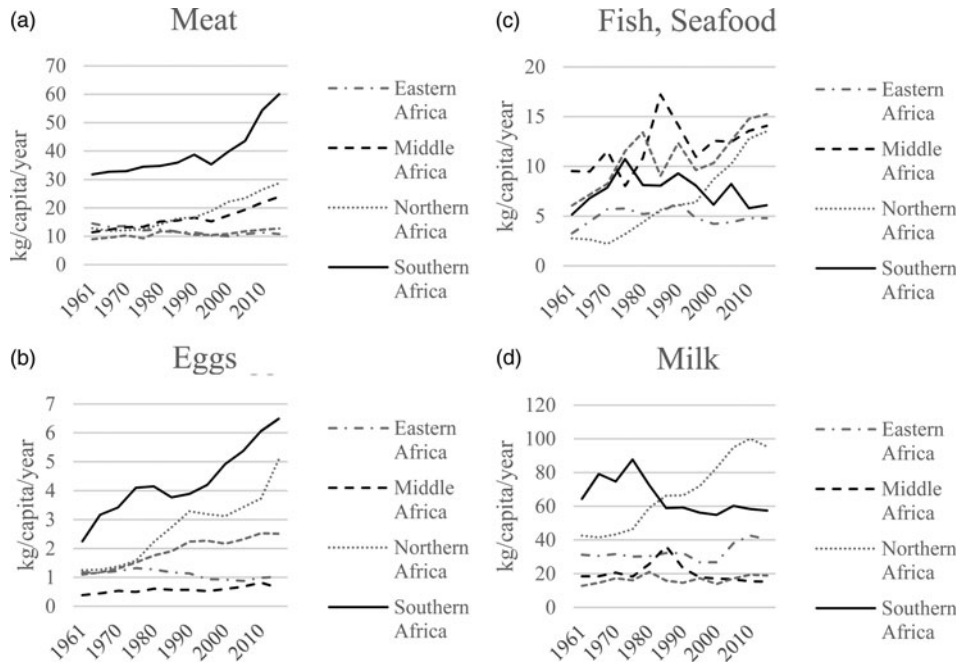 (a)
Meat
kg/capita/year
70
60
50
40
30
20
10
0
1961
1970
1980
1990
2000
2010
Eastern
Africa
Middle
Africa
Northern
Africa
Southern
Africa
(c)
Fish, Seafood
kg/capita/year
20
15
10
5
0
1961
1970
1980
1990
2000
2010
Eastern
Africa
Middle
Africa
Northern
Africa
Southern
Africa
(b)
Eggs
kg/capita/year
7
6
5
4
3
2
1
0
1961
1970
1980
1990
2000
2010
Eastern
Africa
Middle
Africa
Northern
Africa
Southern
Africa
(d)
Milk
kg/capita/year
120
100
80
60
40
20
0
1961
1970
1980
1990
2000
2010
Eastern
Africa
Middle
Africa
Northern
Africa
Southern
Africa